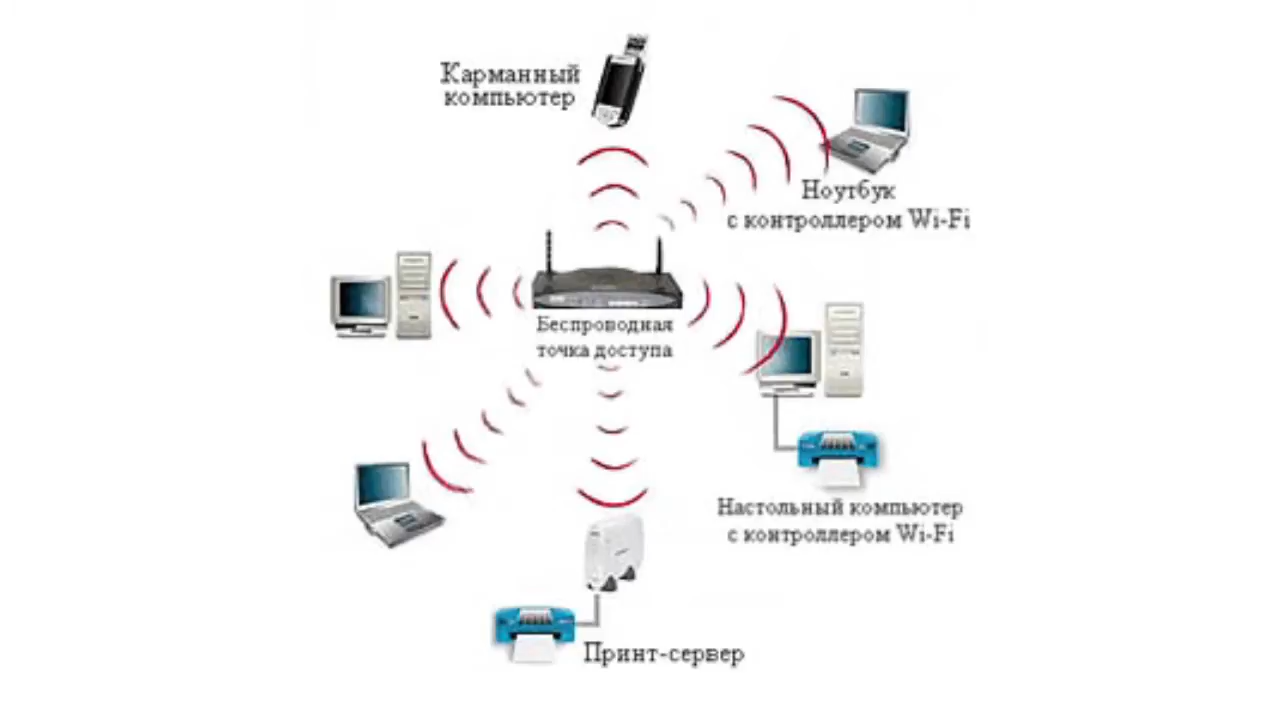 Карманный
компьютер
Ноутбук
с контроллером Wi-Fi
Беспроводная
точка доступа
Настольный компьютер
с контроллером Wi-Fi
Принт-сервер